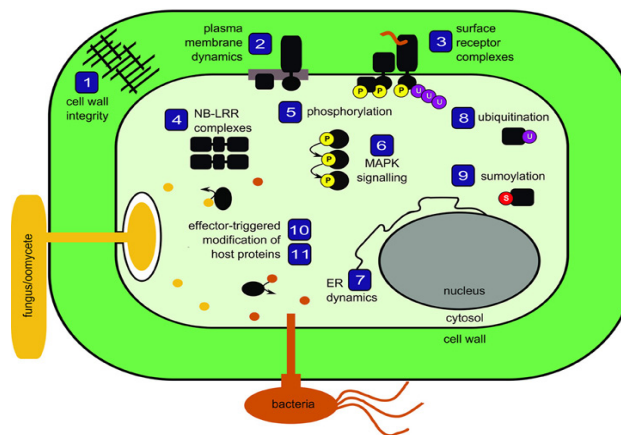 plasma
membrane
dynamics
2
3
surface
receptor
complexes
1
cell wall
integrity
P
P
P
U
U
U
4
NB-LRR
complexes
5
phosphorylation
P
P
P
6
MAPK
signalling
8
ubiquitination
U
9
sumoylation
S
effector-triggered
modification of
host proteins
10
11
ER
dynamics
7
nucleus
cytosol
cell wall
fungus/oomycete
bacteria